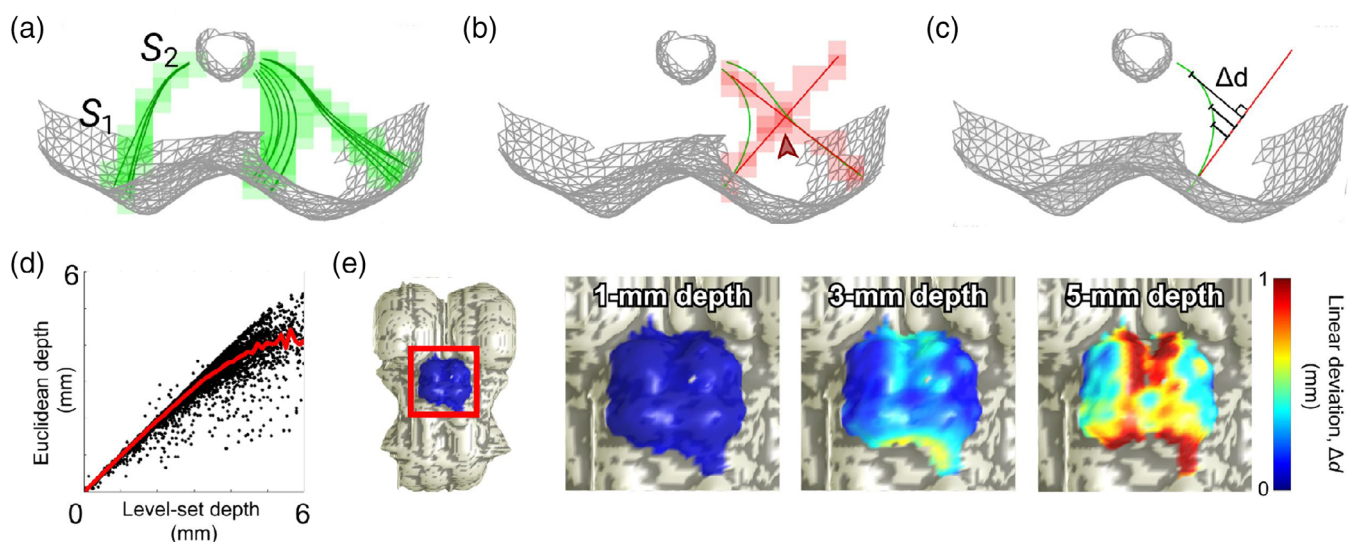 (a)
S₂
S₁
(b)
(c)
Δd
(d)
6
Euclidean depth
(mm)
0
Level-set depth
(mm)
6
(e)
1-mm depth
3-mm depth
5-mm depth
1
0
Linear deviation, Δd
(mm)